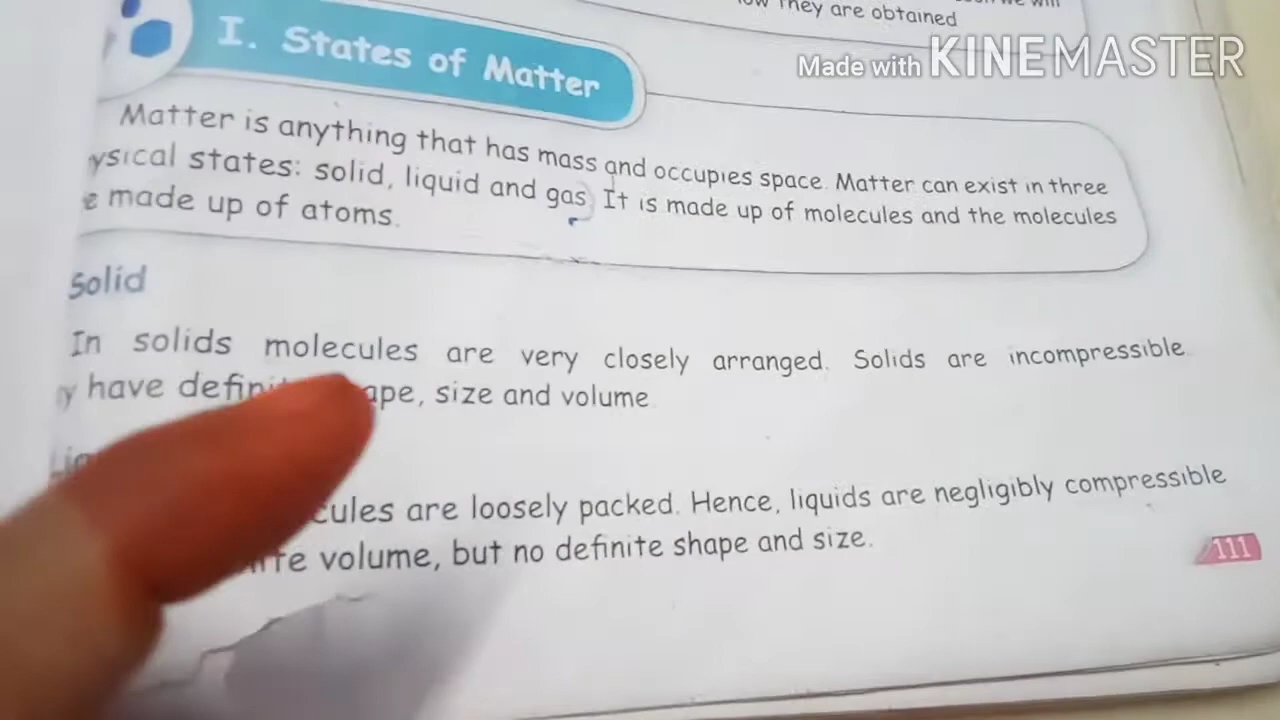 they are obtained
Made with KINEMASTER
I. States of Matter
Matter is anything that has mass and occupies space. Matter can exist in three
ysical states: solid, liquid and gas. It is made up of molecules and the molecules
e made up of atoms.
Solid
In solids molecules are very closely arranged. Solids are incompressible.
y have definite shape, size and volume.
cules are loosely packed. Hence, liquids are negligibly compressible
volume, but no definite shape and size.
111